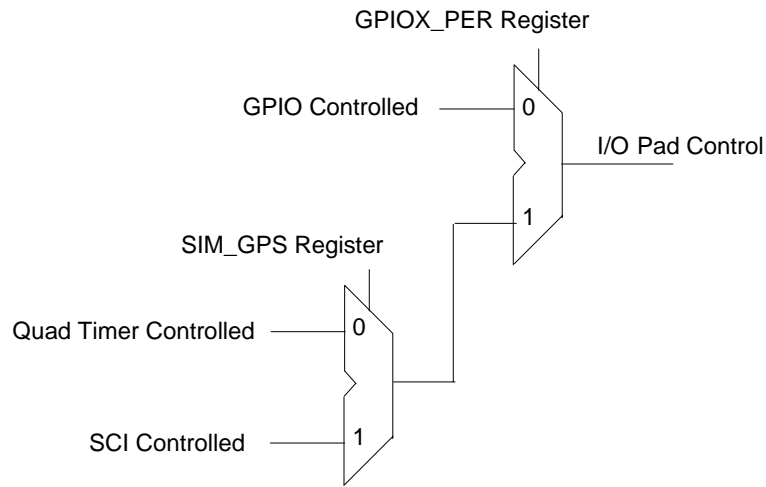 GPIOX_PER Register
GPIO Controlled
0
I/O Pad Control
1
SIM_GPS Register
Quad Timer Controlled
0
SCI Controlled
1